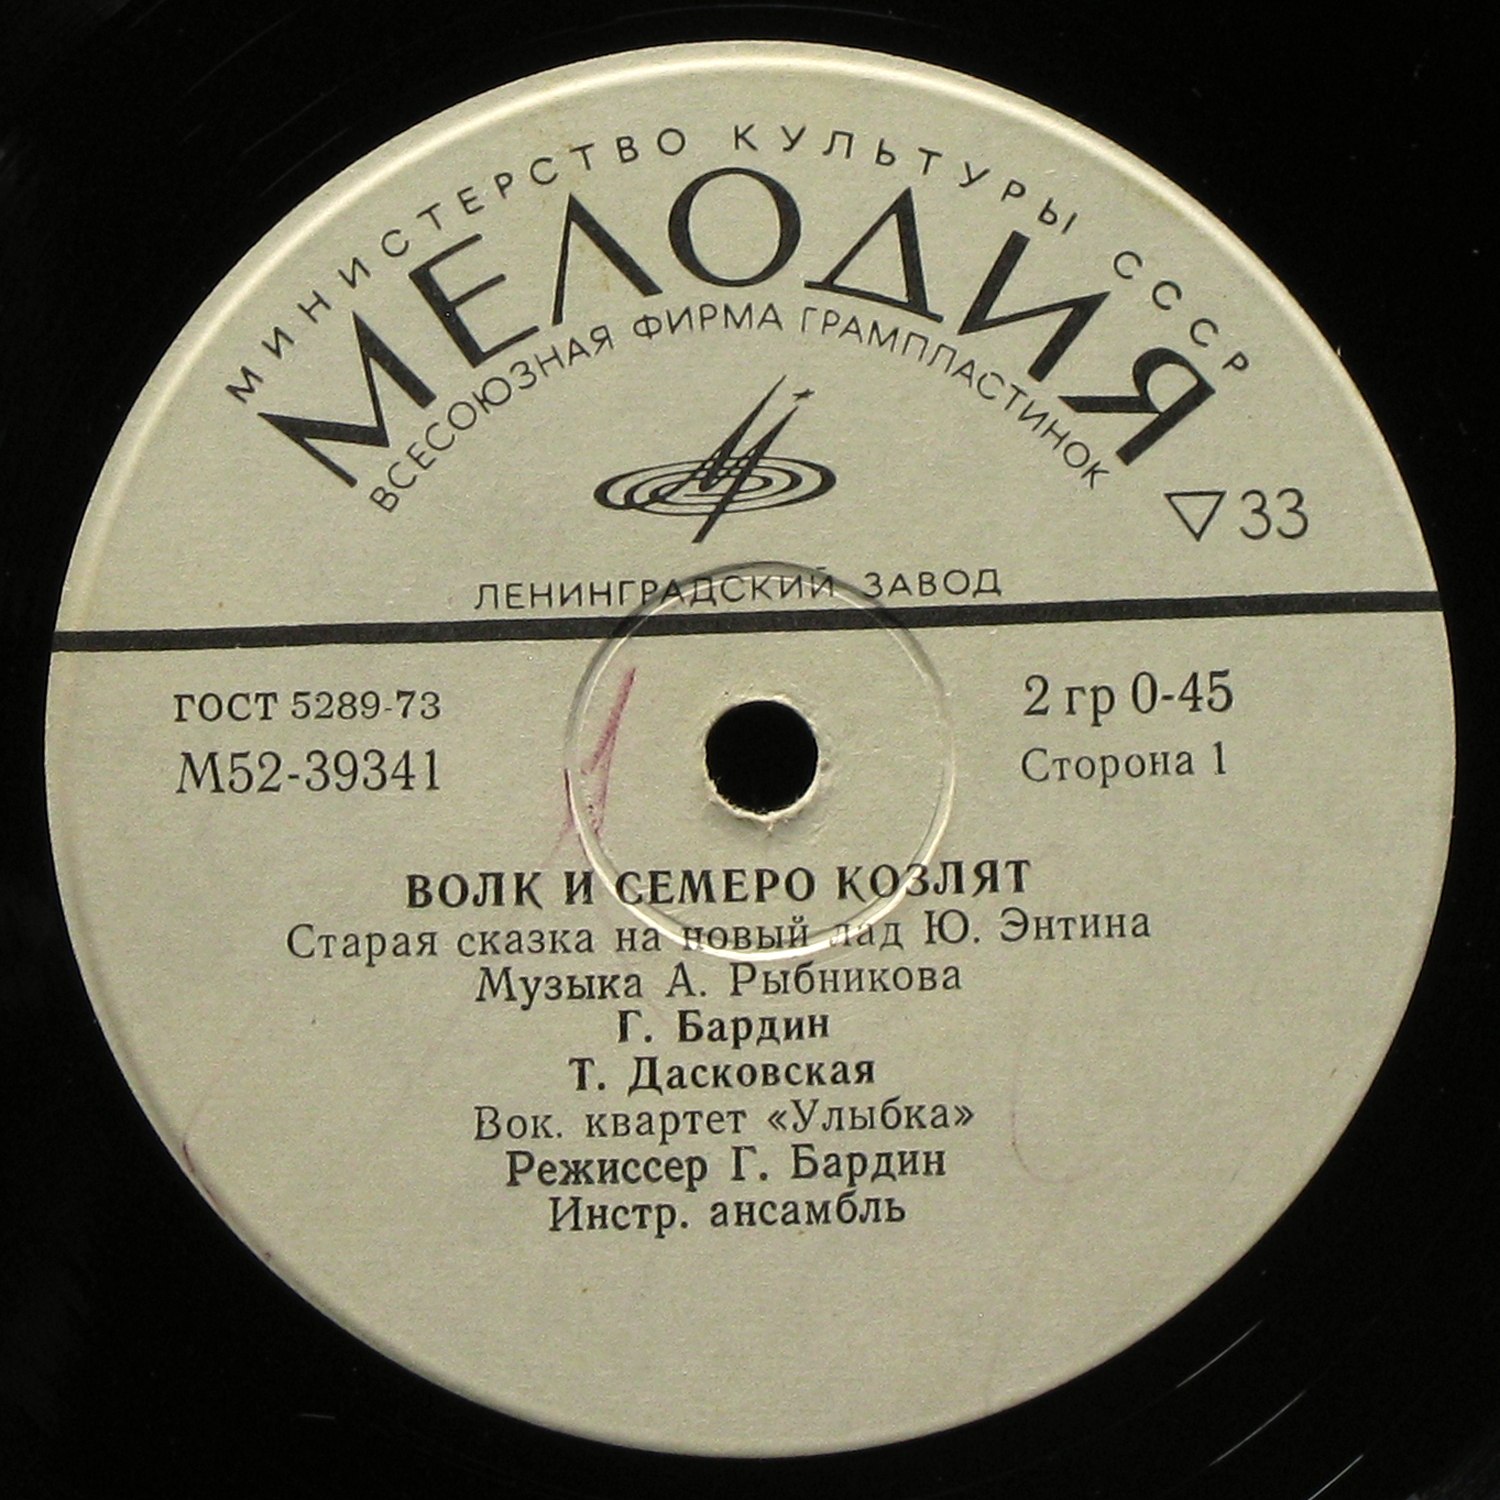 МИНИСТЕРСТВО КУЛЬТУРЫ СССР
МЕЛОДИЯ
ВСЕСОЮЗНАЯ ФИРМА ГРАМПЛАСТИНОК
33
ЛЕНИНГРАДСКИЙ ЗАВОД
ГОСТ 5289-73
2 гр 0-45
М52-39341
Сторона 1
1
ВОЛК И СЕМЕРО КОЗЛЯТ
Старая сказка на новый лад Ю. Энтина
Музыка А. Рыбникова
Г. Бардин
Т. Дасковская
Вок. квартет «Улыбка»
Режиссер Г. Бардин
Инстр. ансамбль